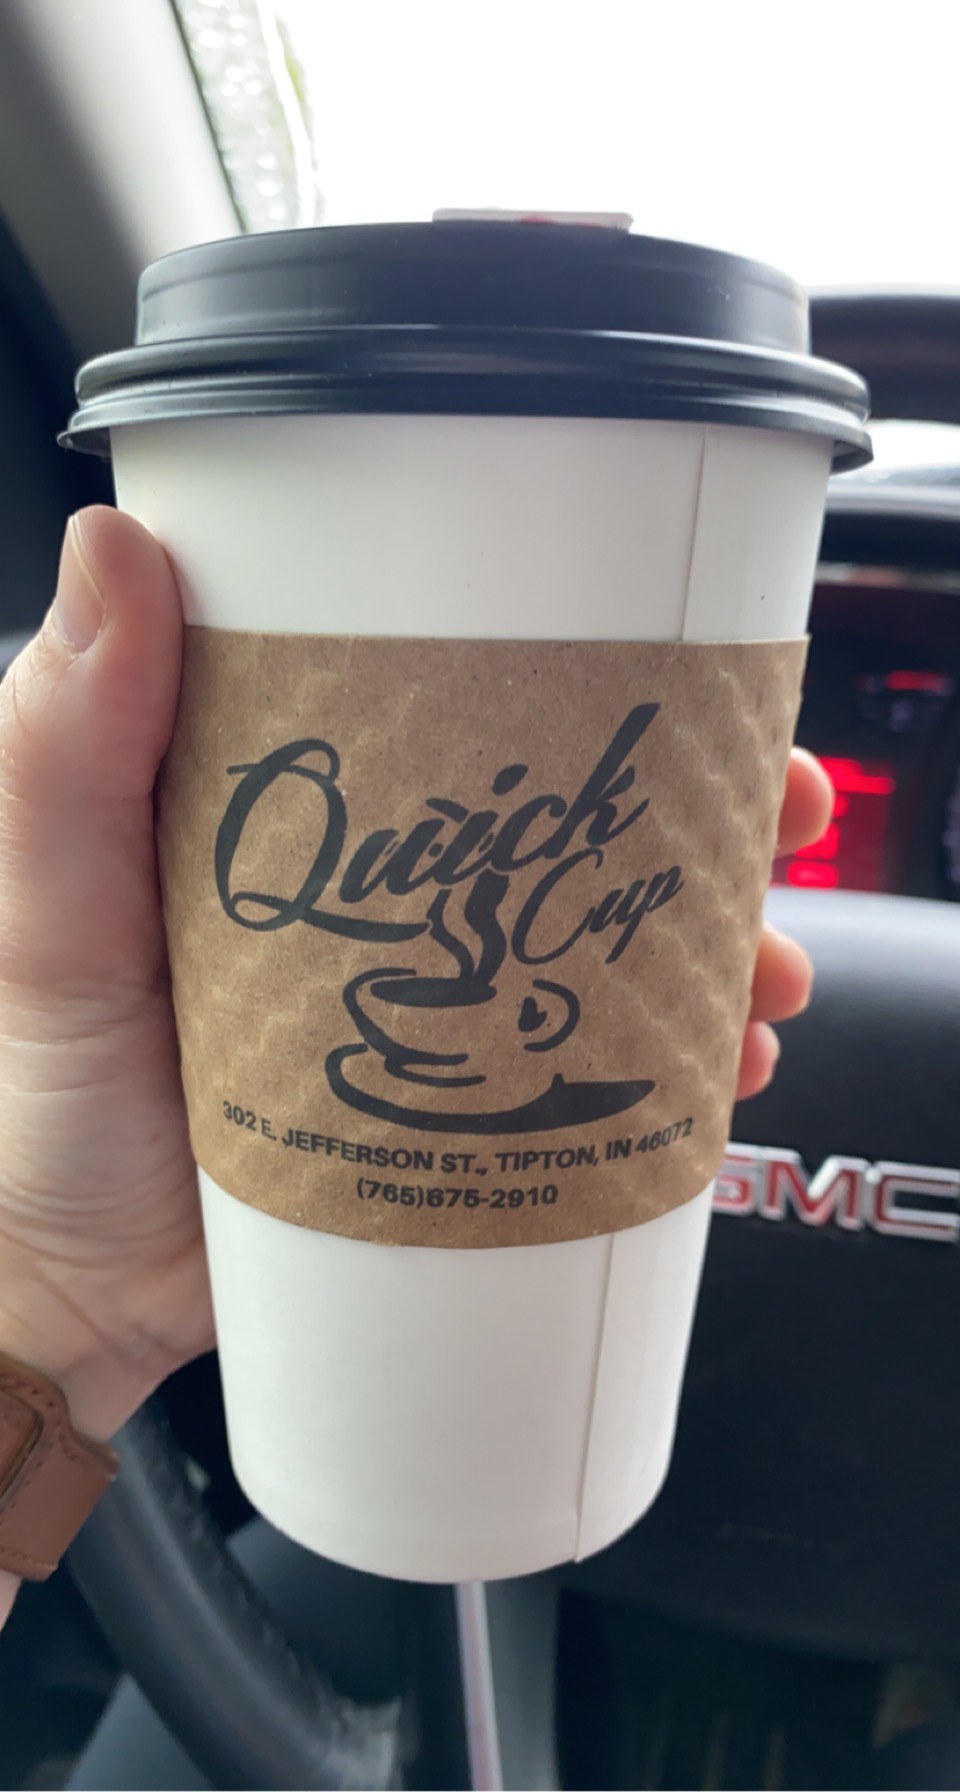 Quick
Cup
302 E. JEFFERSON ST., TIPTON, IN 46072
(765)675-2910
GMC